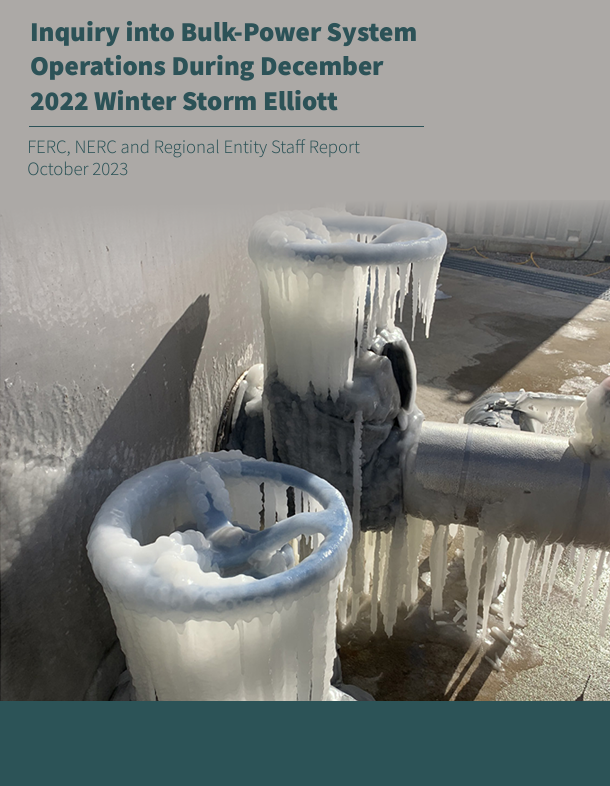 Inquiry into Bulk-Power System
Operations During December
2022 Winter Storm Elliott
FERC, NERC and Regional Entity Staff Report
October 2023